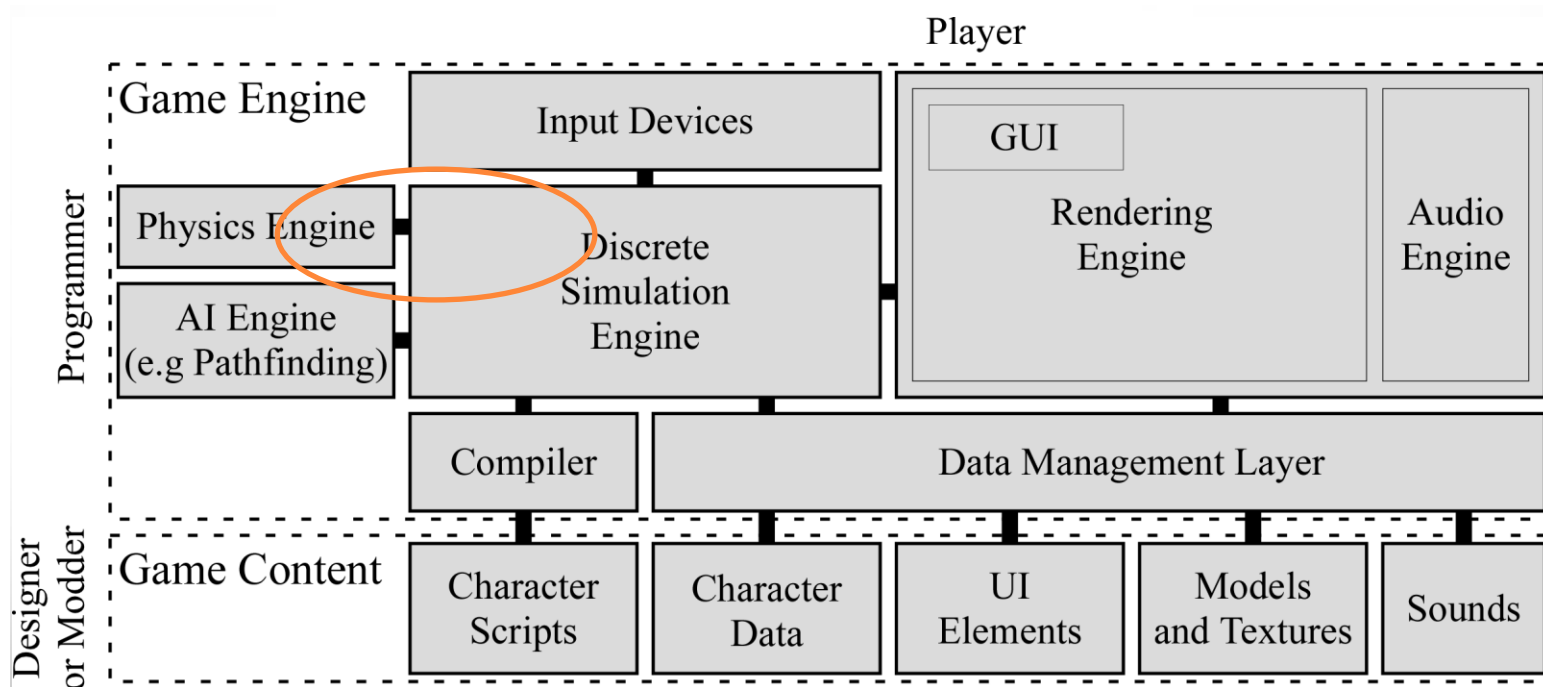 Player
Game Engine
Input Devices
GUI
Rendering
Engine
Audio
Engine
Programmer
Physics Engine
Discrete
Simulation
Engine
AI Engine
(e.g Pathfinding)
Compiler
Data Management Layer
Designer
or Modder
Game Content
Character
Scripts
Character
Data
UI
Elements
Models
and Textures
Sounds